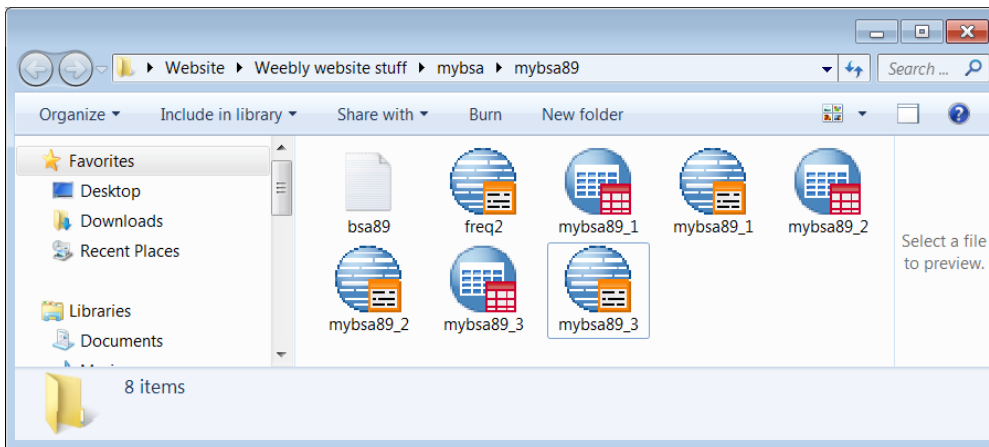 Website Weebly website stuff mybsa mybsa89 Search ...
Organize Include in library Share with Burn New folder
Favorites
Desktop
Downloads
Recent Places
Libraries
Documents
bsa89 freq2 mybsa89_1 mybsa89_1 mybsa89_2
mybsa89_2 mybsa89_3 mybsa89_3
Select a file
to preview.
8 items